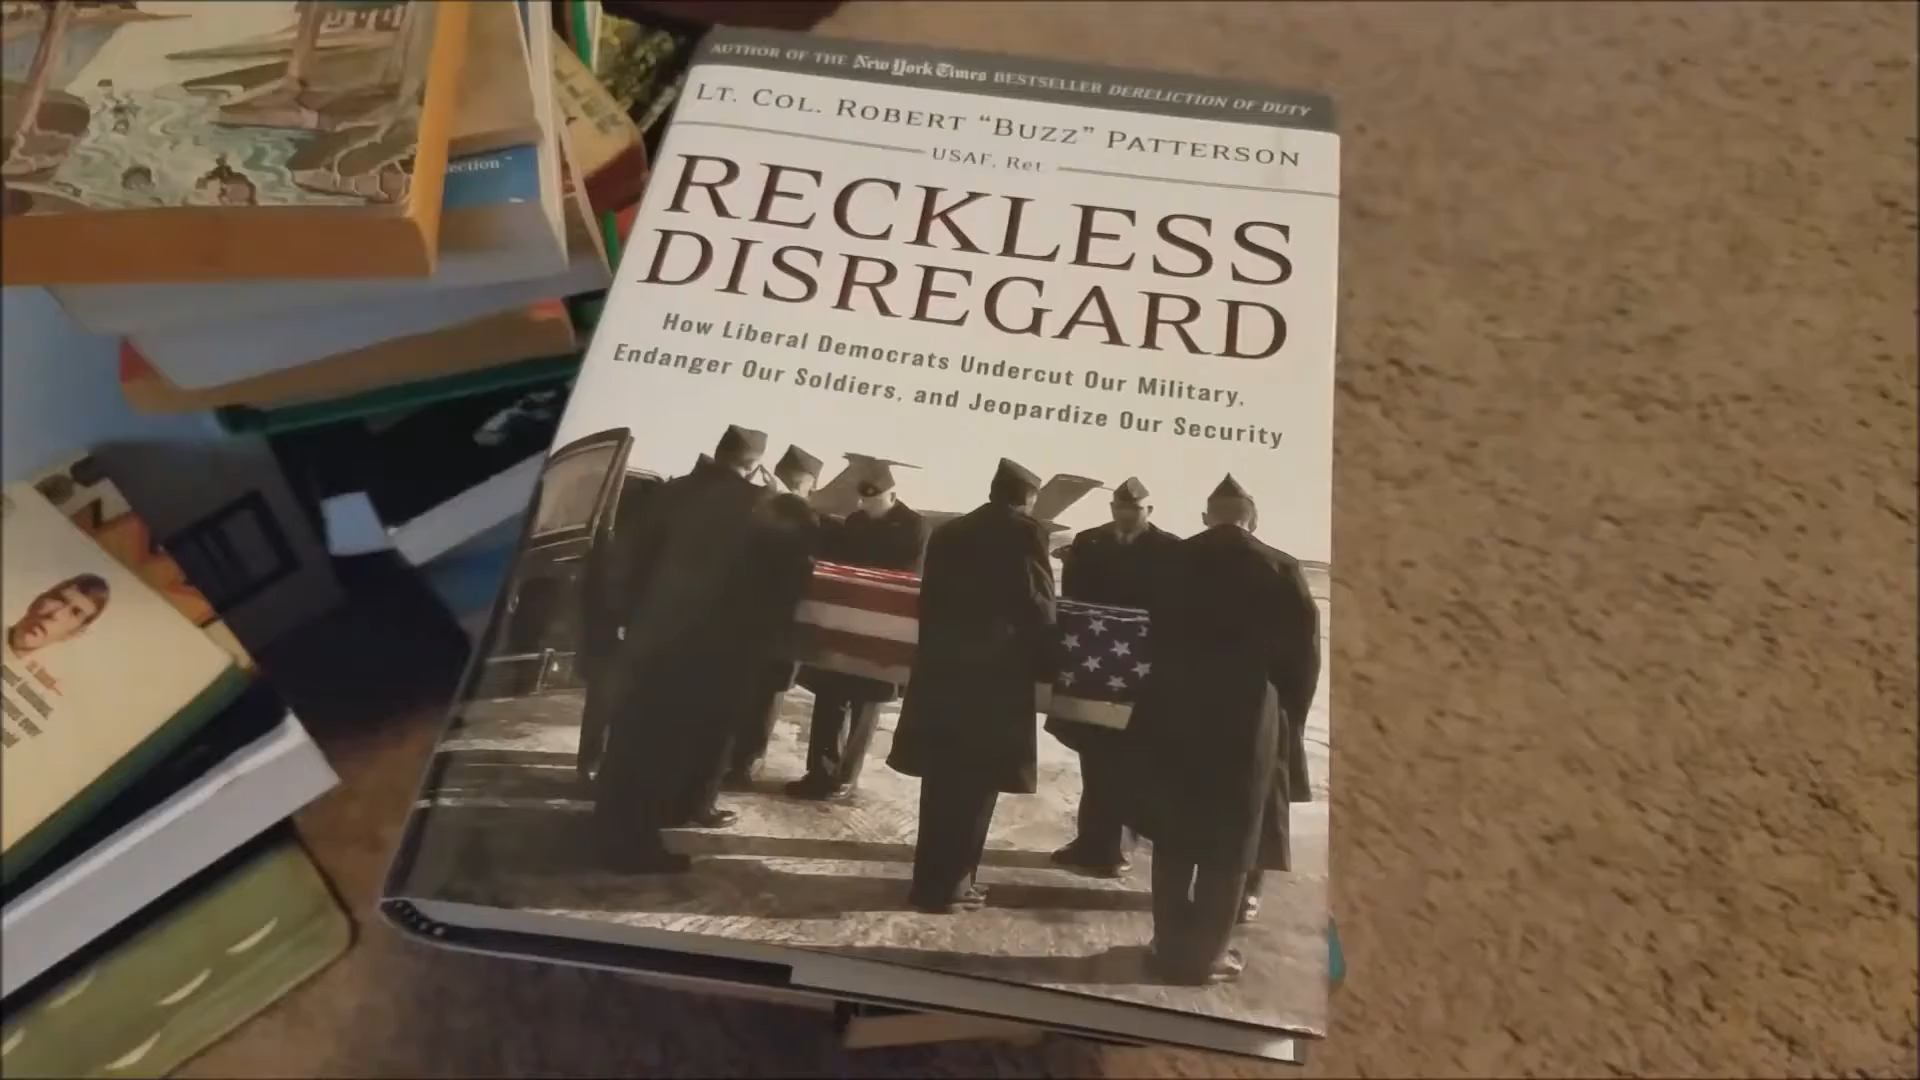 AUTHOR OF THE New York Times BESTSELLER DERELICTION OF DUTY
LT. COL. ROBERT “BUZZ” PATTERSON
USAF, Ret.
RECKLESS
DISREGARD
How Liberal Democrats Undercut Our Military,
Endanger Our Soldiers, and Jeopardize Our Security